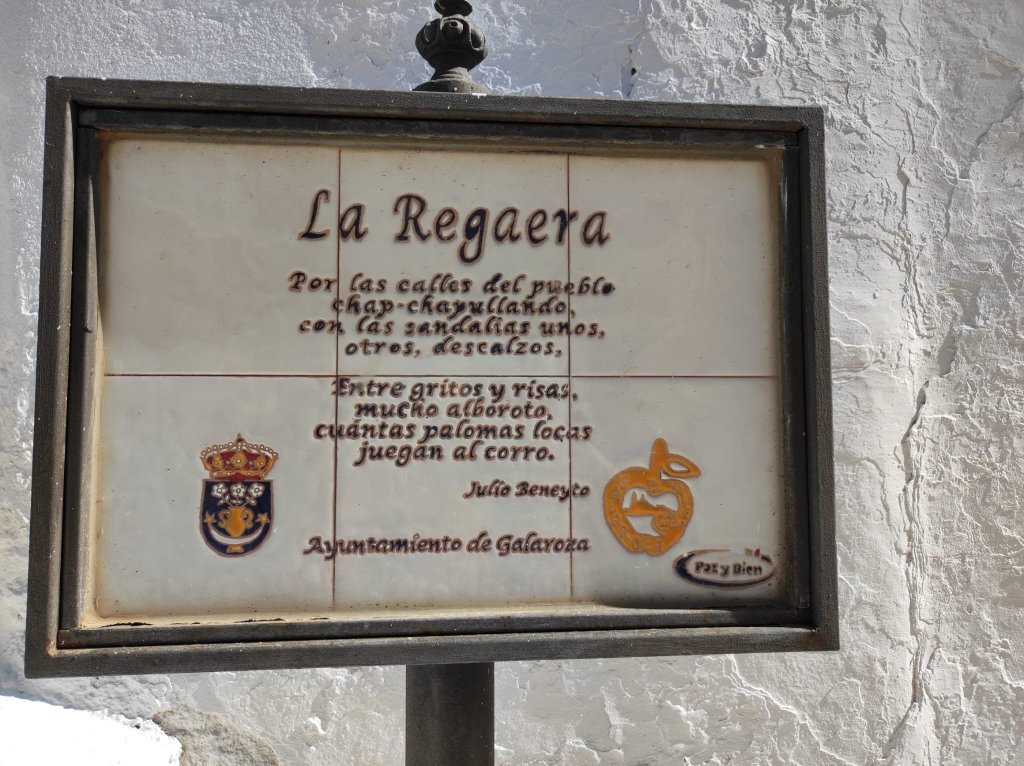 La Regaera
Por las calles del pueblo
chap-chapullando,
con las sandalias unos,
otros, descalzos,
Entre gritos y risas,
mucho alboroto,
cuántas palomas locas
juegan al corro.
Julio Beneyto
Ayuntamiento de Galaroza
Paz y Bien